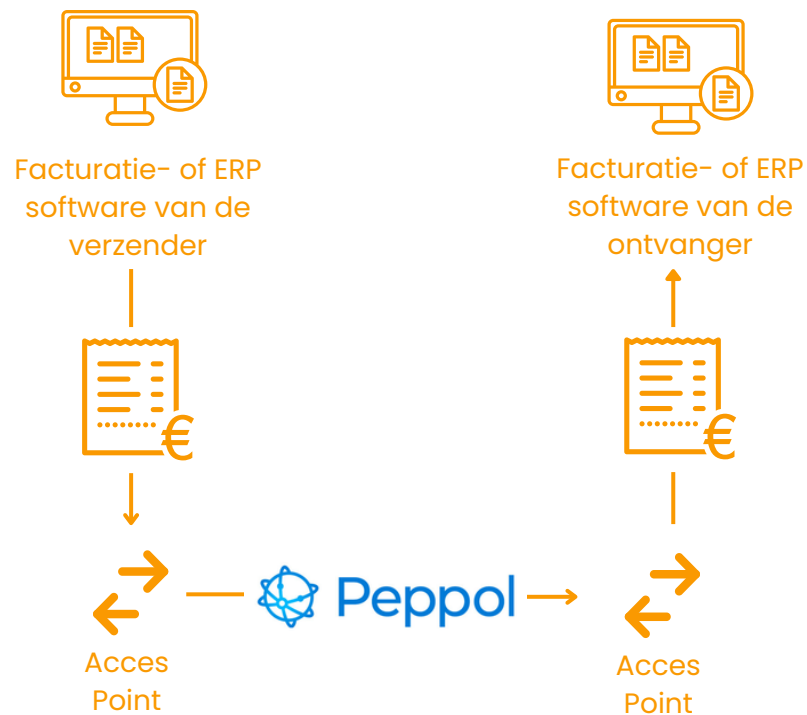 Facturatie- of ERP
software van de
verzender
Facturatie- of ERP
software van de
ontvanger
€
€
Peppol
Acces
Point
Acces
Point